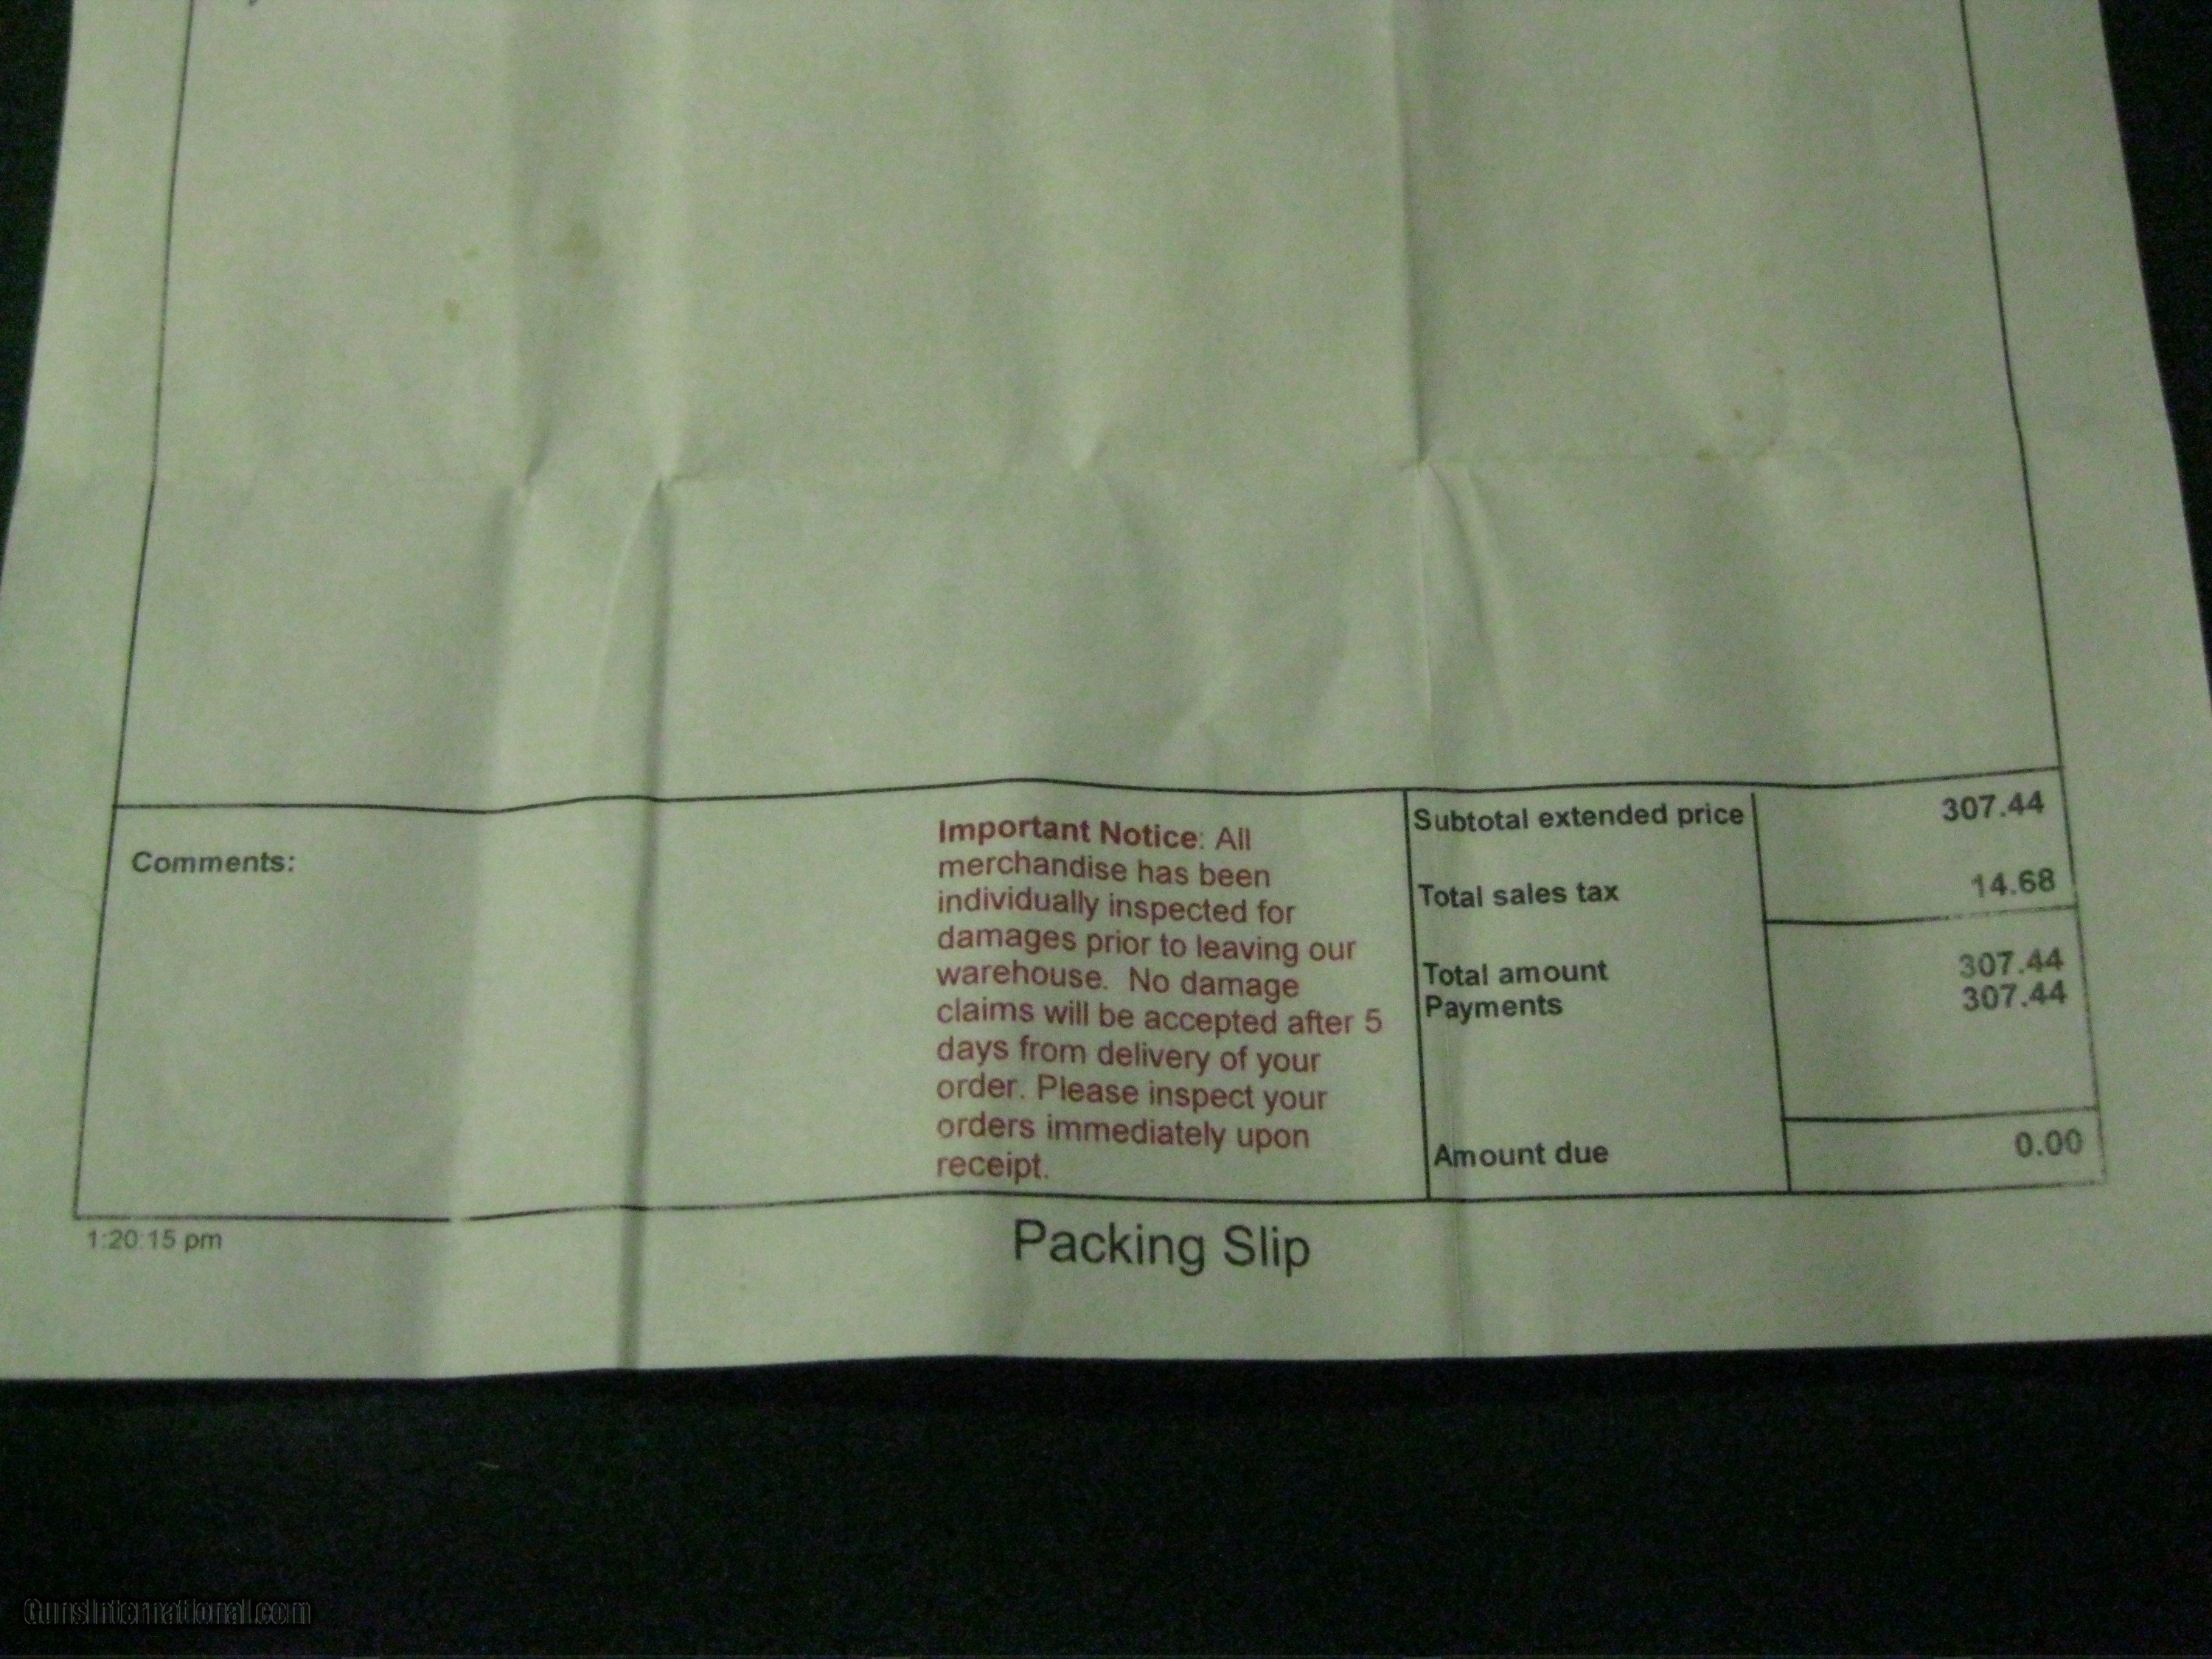 Comments:
Important Notice: All
merchandise has been
individually inspected for
damages prior to leaving our
warehouse. No damage
claims will be accepted after 5
days from delivery of your
order. Please inspect your
orders immediately upon
receipt.
Subtotal extended price 307.44
Total sales tax 14.68
Total amount 307.44
Payments 307.44
Amount due 0.00
1:20:15 pm
Packing Slip
GunsInternational.com